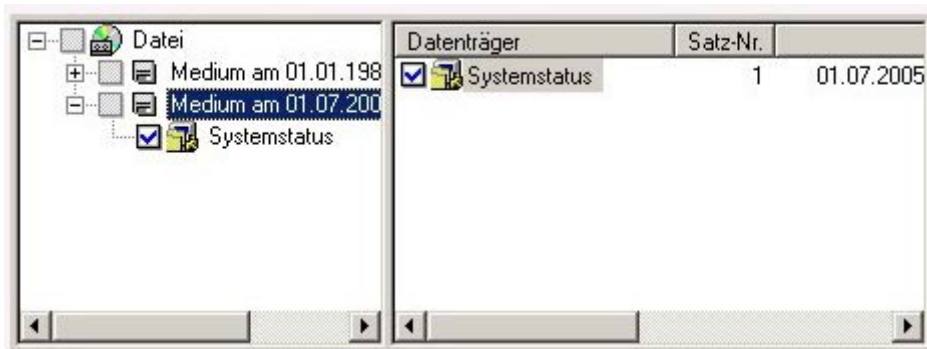 Datei
Medium am 01.01.198
Medium am 01.07.200
Systemstatus
Datenträger Satz-Nr.
Systemstatus 1 01.07.2005